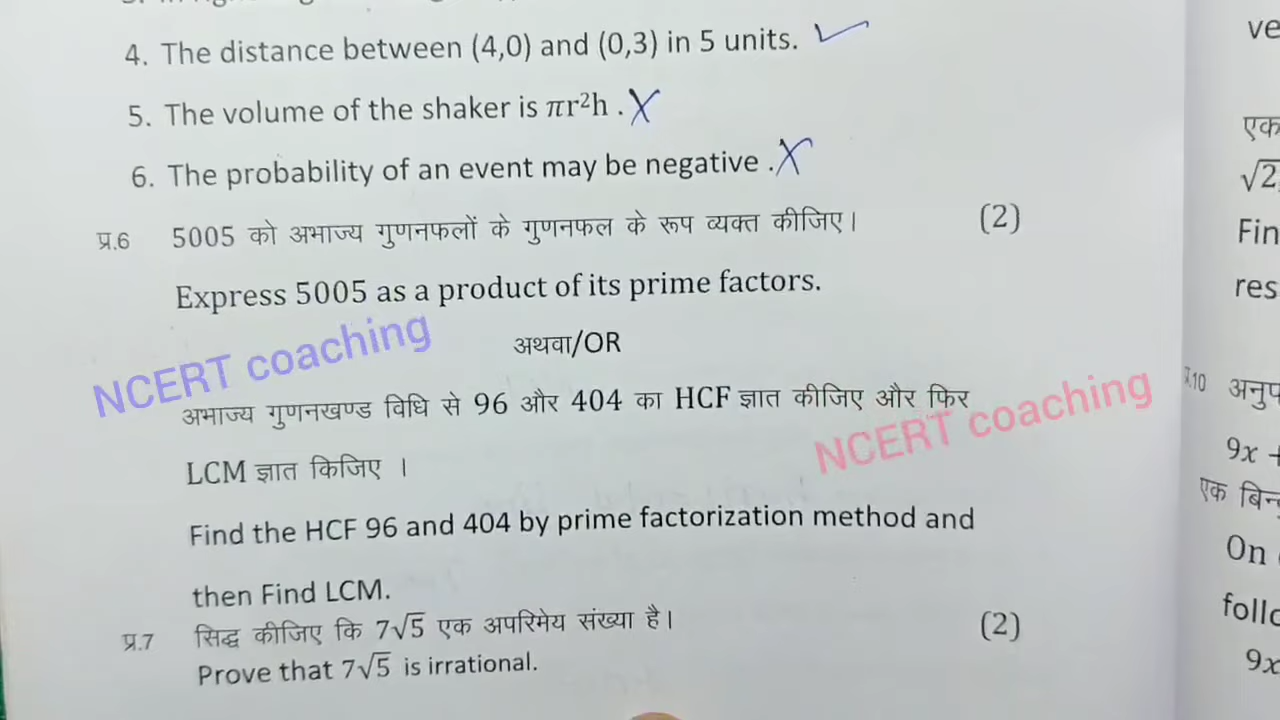 4. The distance between (4,0) and (0,3) in 5 units.
5. The volume of the shaker is πr²h .
6. The probability of an event may be negative .
प्र.6 5005 को अभाज्य गुणनफलों के गुणनफल के रूप व्यक्त कीजिए। (2)
Express 5005 as a product of its prime factors.
NCERT coaching
अथवा/OR
अभाज्य गुणनखण्ड विधि से 96 और 404 का HCF ज्ञात कीजिए और फिर
NCERT coaching
LCM ज्ञात किजिए ।
Find the HCF 96 and 404 by prime factorization method and
then Find LCM.
प्र.7 सिद्ध कीजिए कि 7√5 एक अपरिमेय संख्या है। (2)
Prove that 7√5 is irrational.
ve
एक
√2
Fin
res
.10
9x +
एक
On
9x